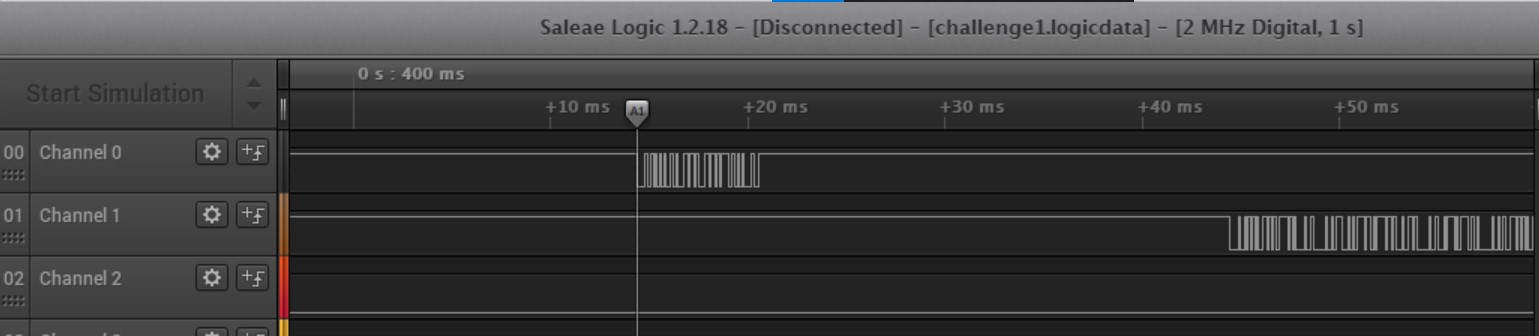 Saleae Logic 1.2.18 - [Disconnected] - [challenge1.logicdata] - [2 MHz Digital, 1 s]
Start Simulation
0 s : 400 ms
+10 ms +20 ms +30 ms +40 ms +50 ms
A1
00 Channel 0
01 Channel 1
02 Channel 2